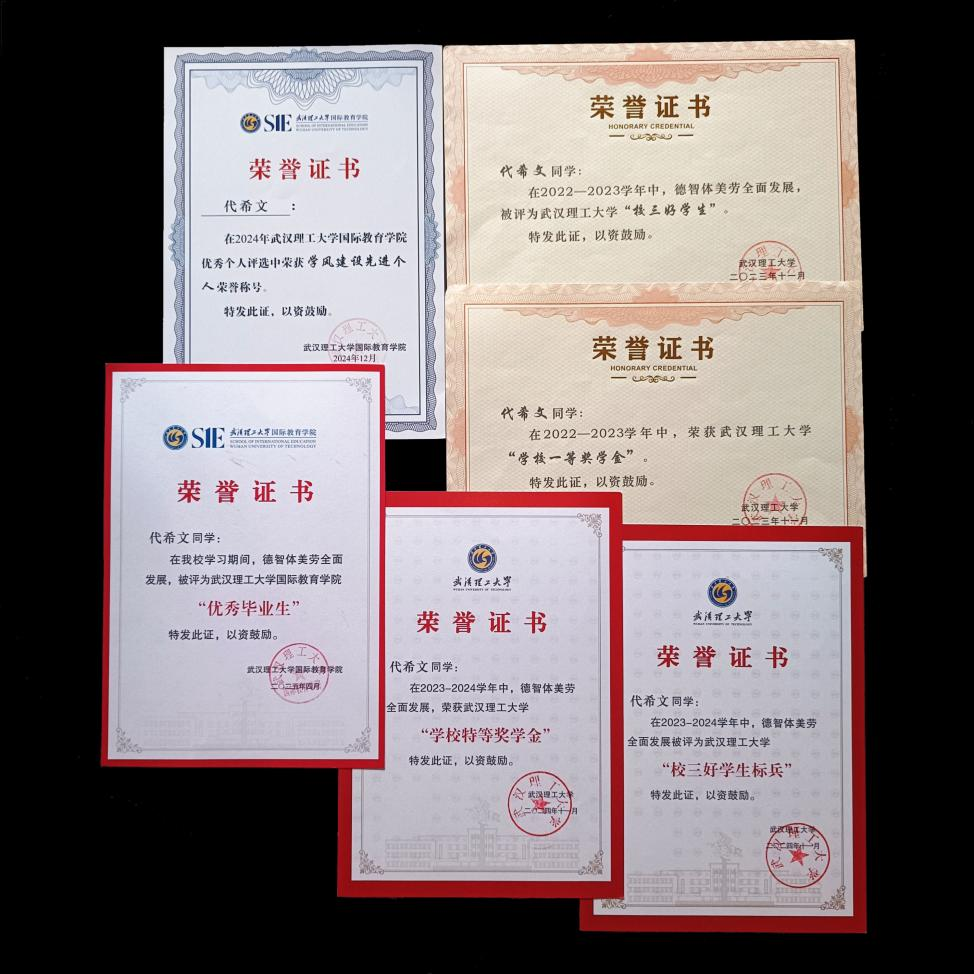 SIE 武汉理工大学国际教育学院
SCHOOL OF INTERNATIONAL EDUCATION
WUHAN UNIVERSITY OF TECHNOLOGY
荣誉证书
代希文：
在2024年武汉理工大学国际教育学院
优秀个人评选中荣获学风建设先进个
人荣誉称号。
特发此证，以资鼓励。
武汉理工大学国际教育学院
2024年12月
荣誉证书
HONORARY CREDENTIAL
代希文同学：
在2022—2023学年中，德智体美劳全面发展，
被评为武汉理工大学“校三好学生”。
特发此证，以资鼓励。
武汉理工大学
二〇二三年十一月
荣誉证书
HONORARY CREDENTIAL
代希文同学：
在2022—2023学年中，荣获武汉理工大学
“学校一等奖学金”。
特发此证，以资鼓励。
武汉理工大学
二〇二三年十一月
SIE 武汉理工大学国际教育学院
SCHOOL OF INTERNATIONAL EDUCATION
WUHAN UNIVERSITY OF TECHNOLOGY
荣誉证书
代希文同学：
在我校学习期间，德智体美劳全面
发展，被评为武汉理工大学国际教育学院
“优秀毕业生”
特发此证，以资鼓励。
武汉理工大学国际教育学院
二〇二五年四月
武汉理工大学
WUHAN UNIVERSITY OF TECHNOLOGY
荣誉证书
代希文同学：
在2023-2024学年中，德智体美劳
全面发展，荣获武汉理工大学
“学校特等奖学金”
特发此证，以资鼓励。
武汉理工大学
二〇二四年十一月
武汉理工大学
WUHAN UNIVERSITY OF TECHNOLOGY
荣誉证书
代希文同学：
在2023-2024学年中，德智体美劳
全面发展被评为武汉理工大学
“校三好学生标兵”
特发此证，以资鼓励。
武汉理工大学
二〇二四年十一月